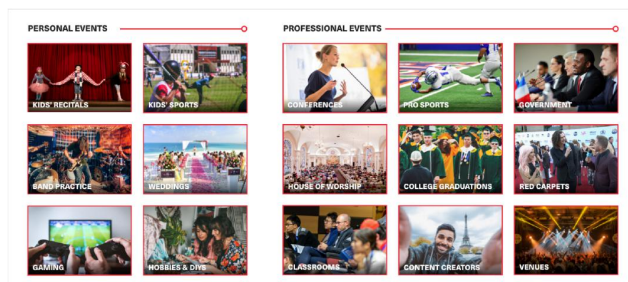 PERSONAL EVENTS
PROFESSIONAL EVENTS
KIDS' RECITALS
KIDS' SPORTS
CONFERENCES
PRO SPORTS
GOVERNMENT
BAND PRACTICE
WEDDINGS
HOUSE OF WORSHIP
COLLEGE GRADUATIONS
RED CARPETS
GAMING
HOBBIES & DIYS
CLASSROOMS
CONTENT CREATORS
VENUES